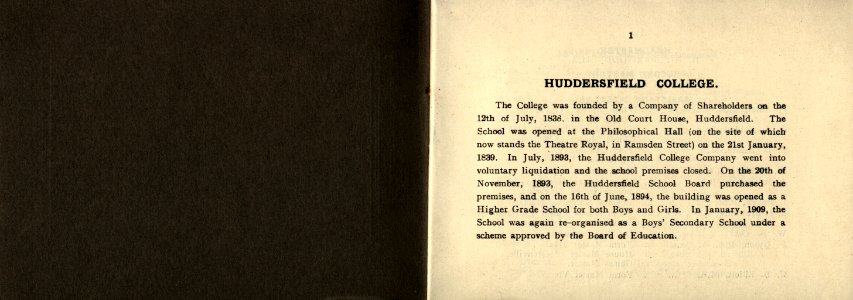 1
HUDDERSFIELD COLLEGE.
The College was founded by a Company of Shareholders on the
12th of July, 1838. in the Old Court House, Huddersfield. The
School was opened at the Philosophical Hall (on the site of which
now stands the Theatre Royal, in Ramsden Street) on the 21st January,
1839. In July, 1893, the Huddersfield College Company went into
voluntary liquidation and the school premises closed. On the 20th of
November, 1893, the Huddersfield School Board purchased the
premises, and on the 16th of June, 1894, the building was opened as a
Higher Grade School for both Boys and Girls. In January, 1909, the
School was again re-organised as a Boys' Secondary School under a
scheme approved by the Board of Education.